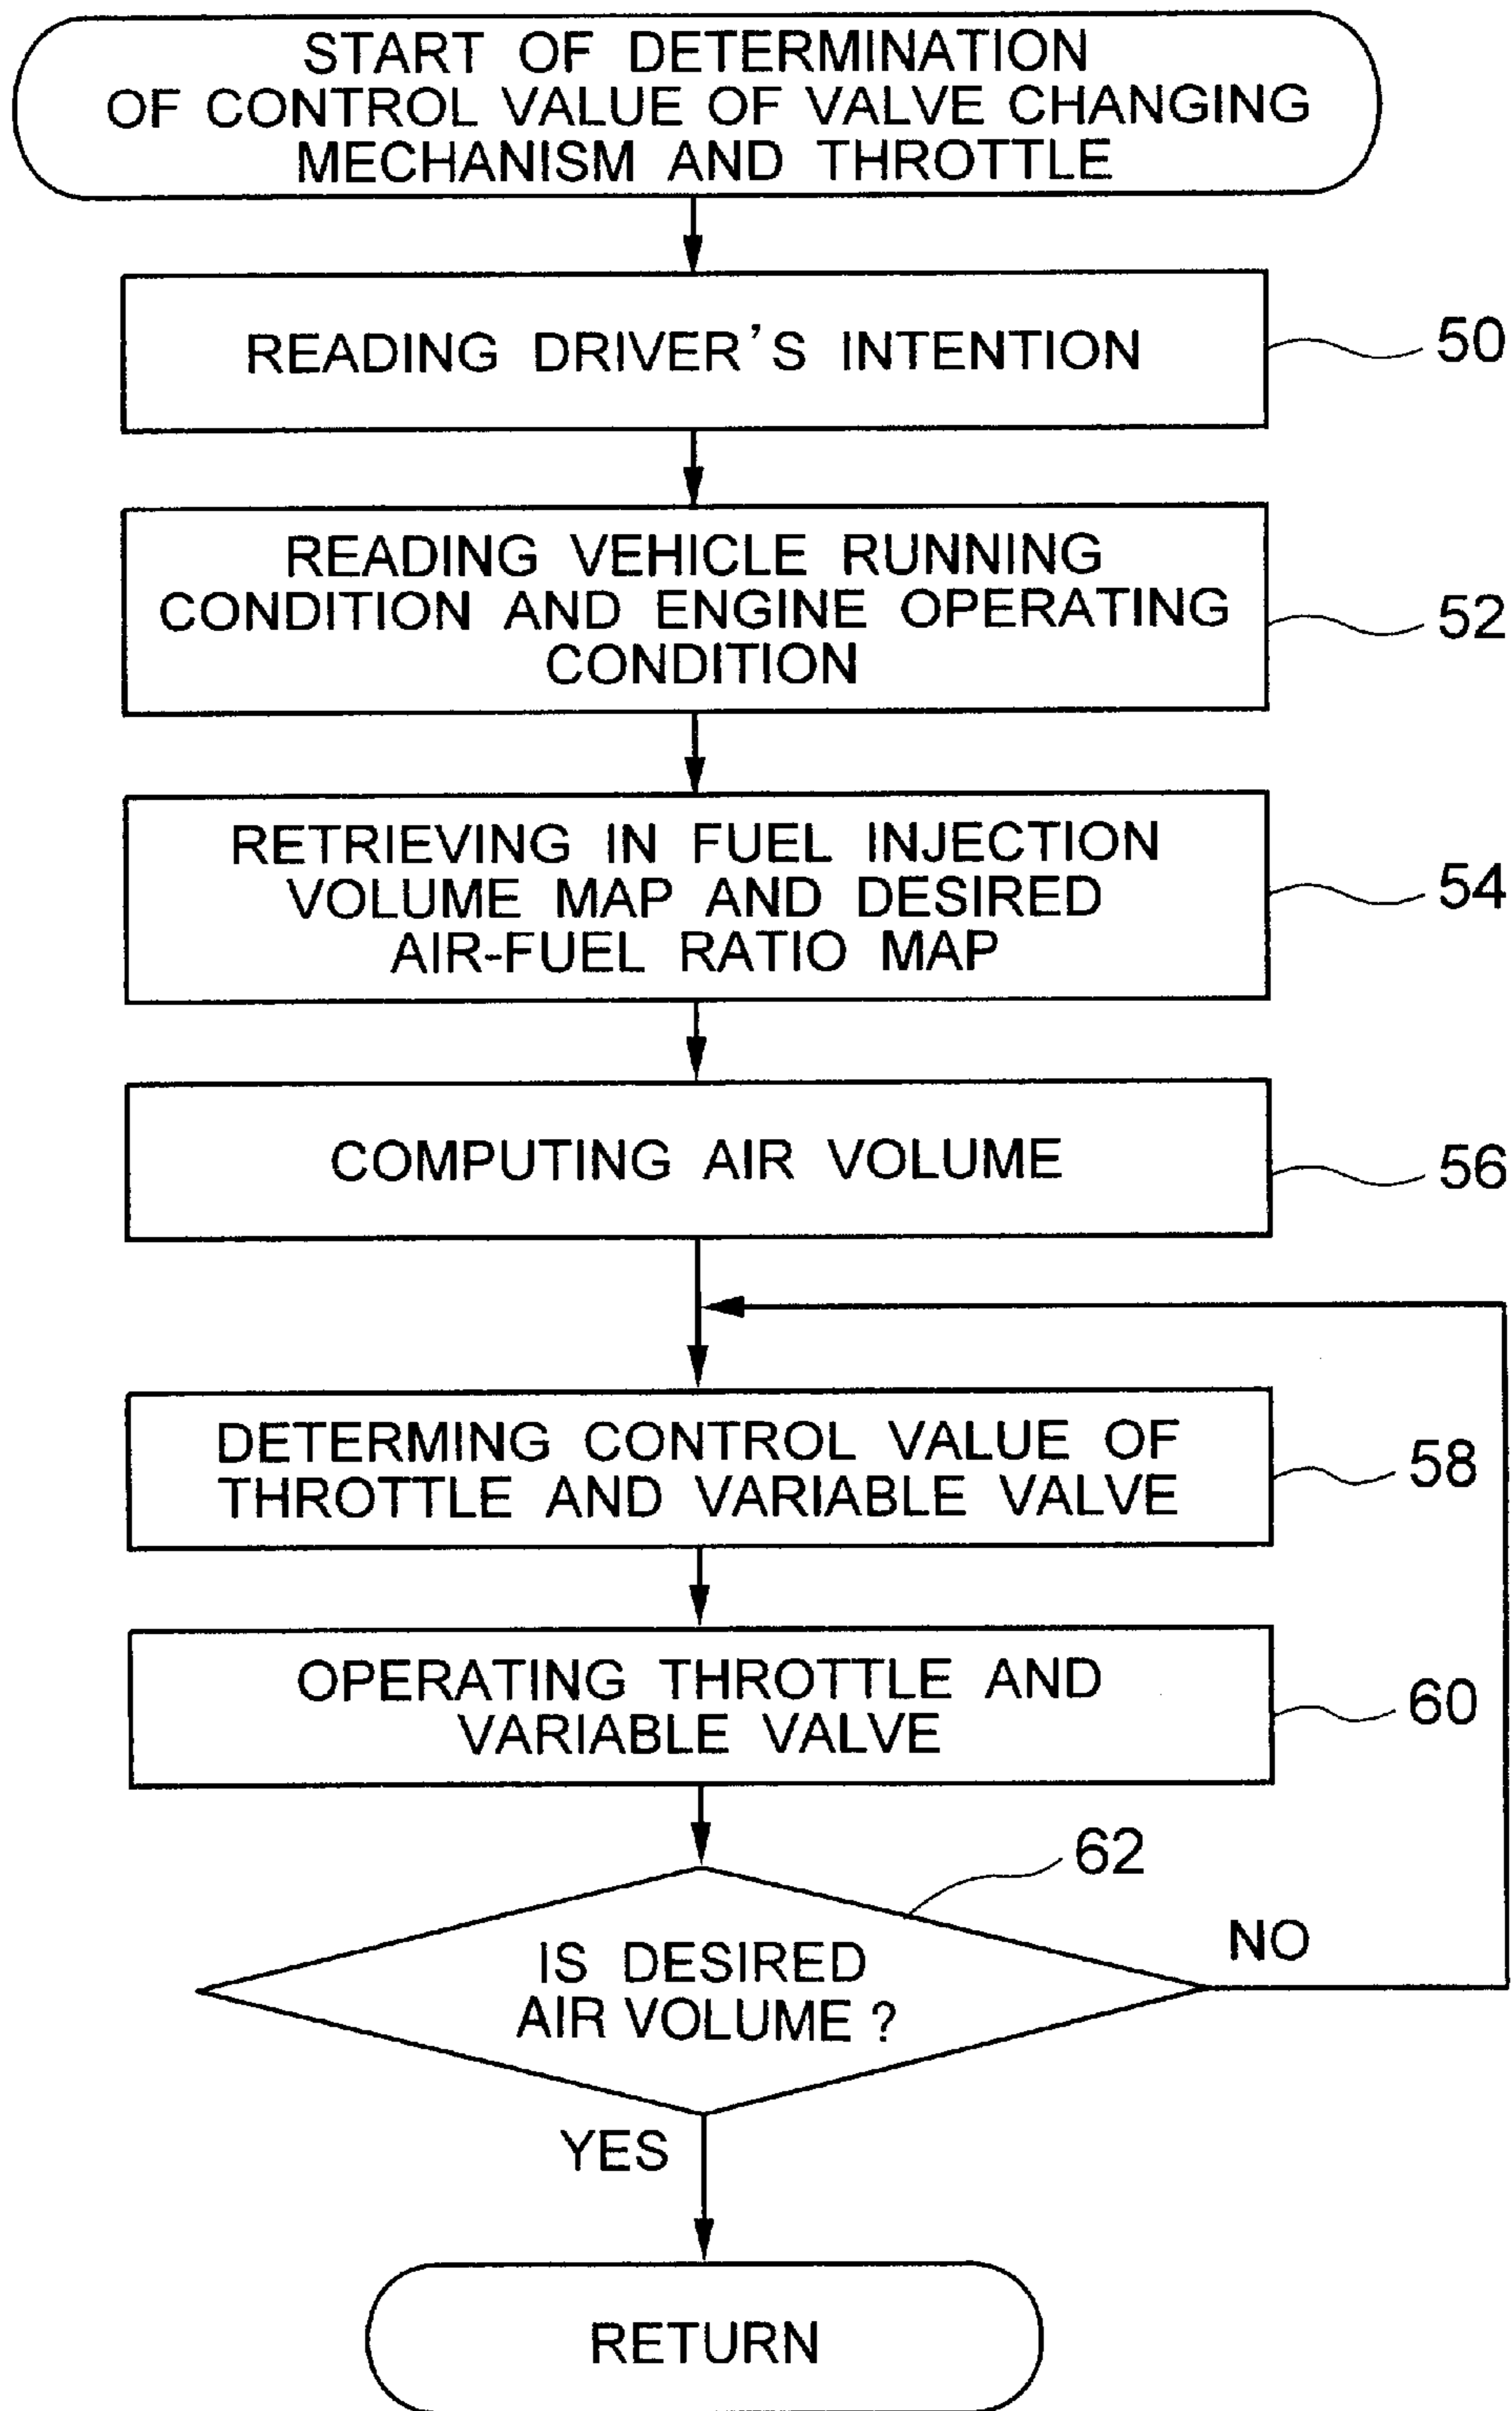 START OF DETERMINATION
OF CONTROL VALUE OF VALVE CHANGING
MECHANISM AND THROTTLE
READING DRIVER'S INTENTION
50
READING VEHICLE RUNNING
CONDITION AND ENGINE OPERATING
CONDITION
52
RETRIEVING IN FUEL INJECTION
VOLUME MAP AND DESIRED
AIR-FUEL RATIO MAP
54
COMPUTING AIR VOLUME
56
DETERMING CONTROL VALUE OF
THROTTLE AND VARIABLE VALVE
58
OPERATING THROTTLE AND
VARIABLE VALVE
60
62
IS DESIRED
AIR VOLUME ?
NO
YES
RETURN